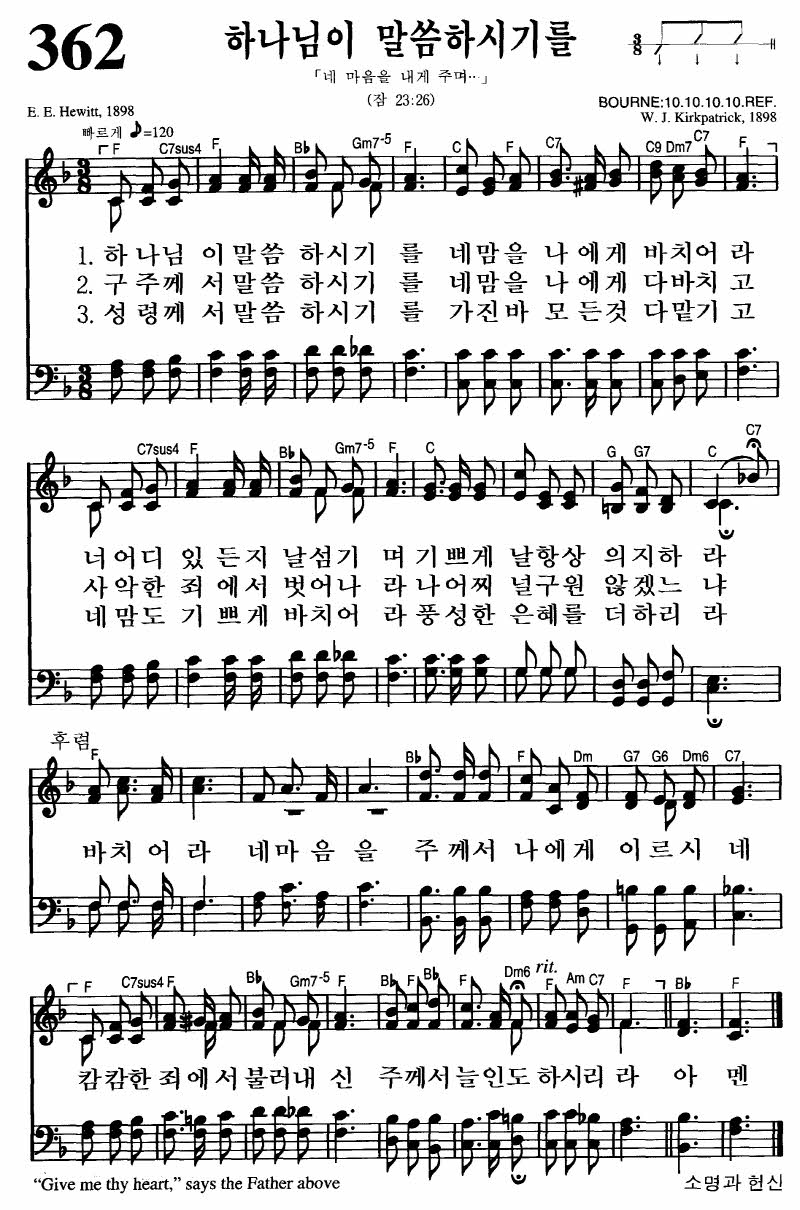 362
하나님이 말씀하시기를
3/8
「네 마음을 내게 주며…」
(잠 23:26)
E. E. Hewitt, 1898
BOURNE:10.10.10.10.REF.
W. J. Kirkpatrick, 1898
빠르게 ♪=120
F C7sus4 F B♭ Gm7-5 F C F C7 C9 Dm7 C7 F
1. 하 나님 이 말씀 하시기 를 네맘을 나 에게 바치어 라
2. 구 주께 서 말씀 하시기 를 네맘을 나 에게 다바치 고
3. 성 령께 서 말씀 하시기 를 가진바 모 든것 다맡기 고
C7sus4 F B♭ Gm7-5 F C G G7 C C7
너 어디 있 든지 날섬기 며 기쁘게 날항상 의지하 라
사 악한 죄 에서 벗어나 라 나어찌 널구원 않겠느 냐
네 맘도 기 쁘게 바치어 라 풍성한 은혜를 더하리 라
후렴
F B♭ F Dm G7 G6 Dm6 C7
바 치 어 라 네마 음 을 주 께서 나 에게 이 르시 네
F C7sus4 F B♭ Gm7-5 F B♭ F B♭ F Dm6 rit. F Am C7 F B♭ F
캄 캄한 죄에서 불러내 신 주께서 늘인도 하시리 라 아 멘
“Give me thy heart,” says the Father above
소명과 헌신